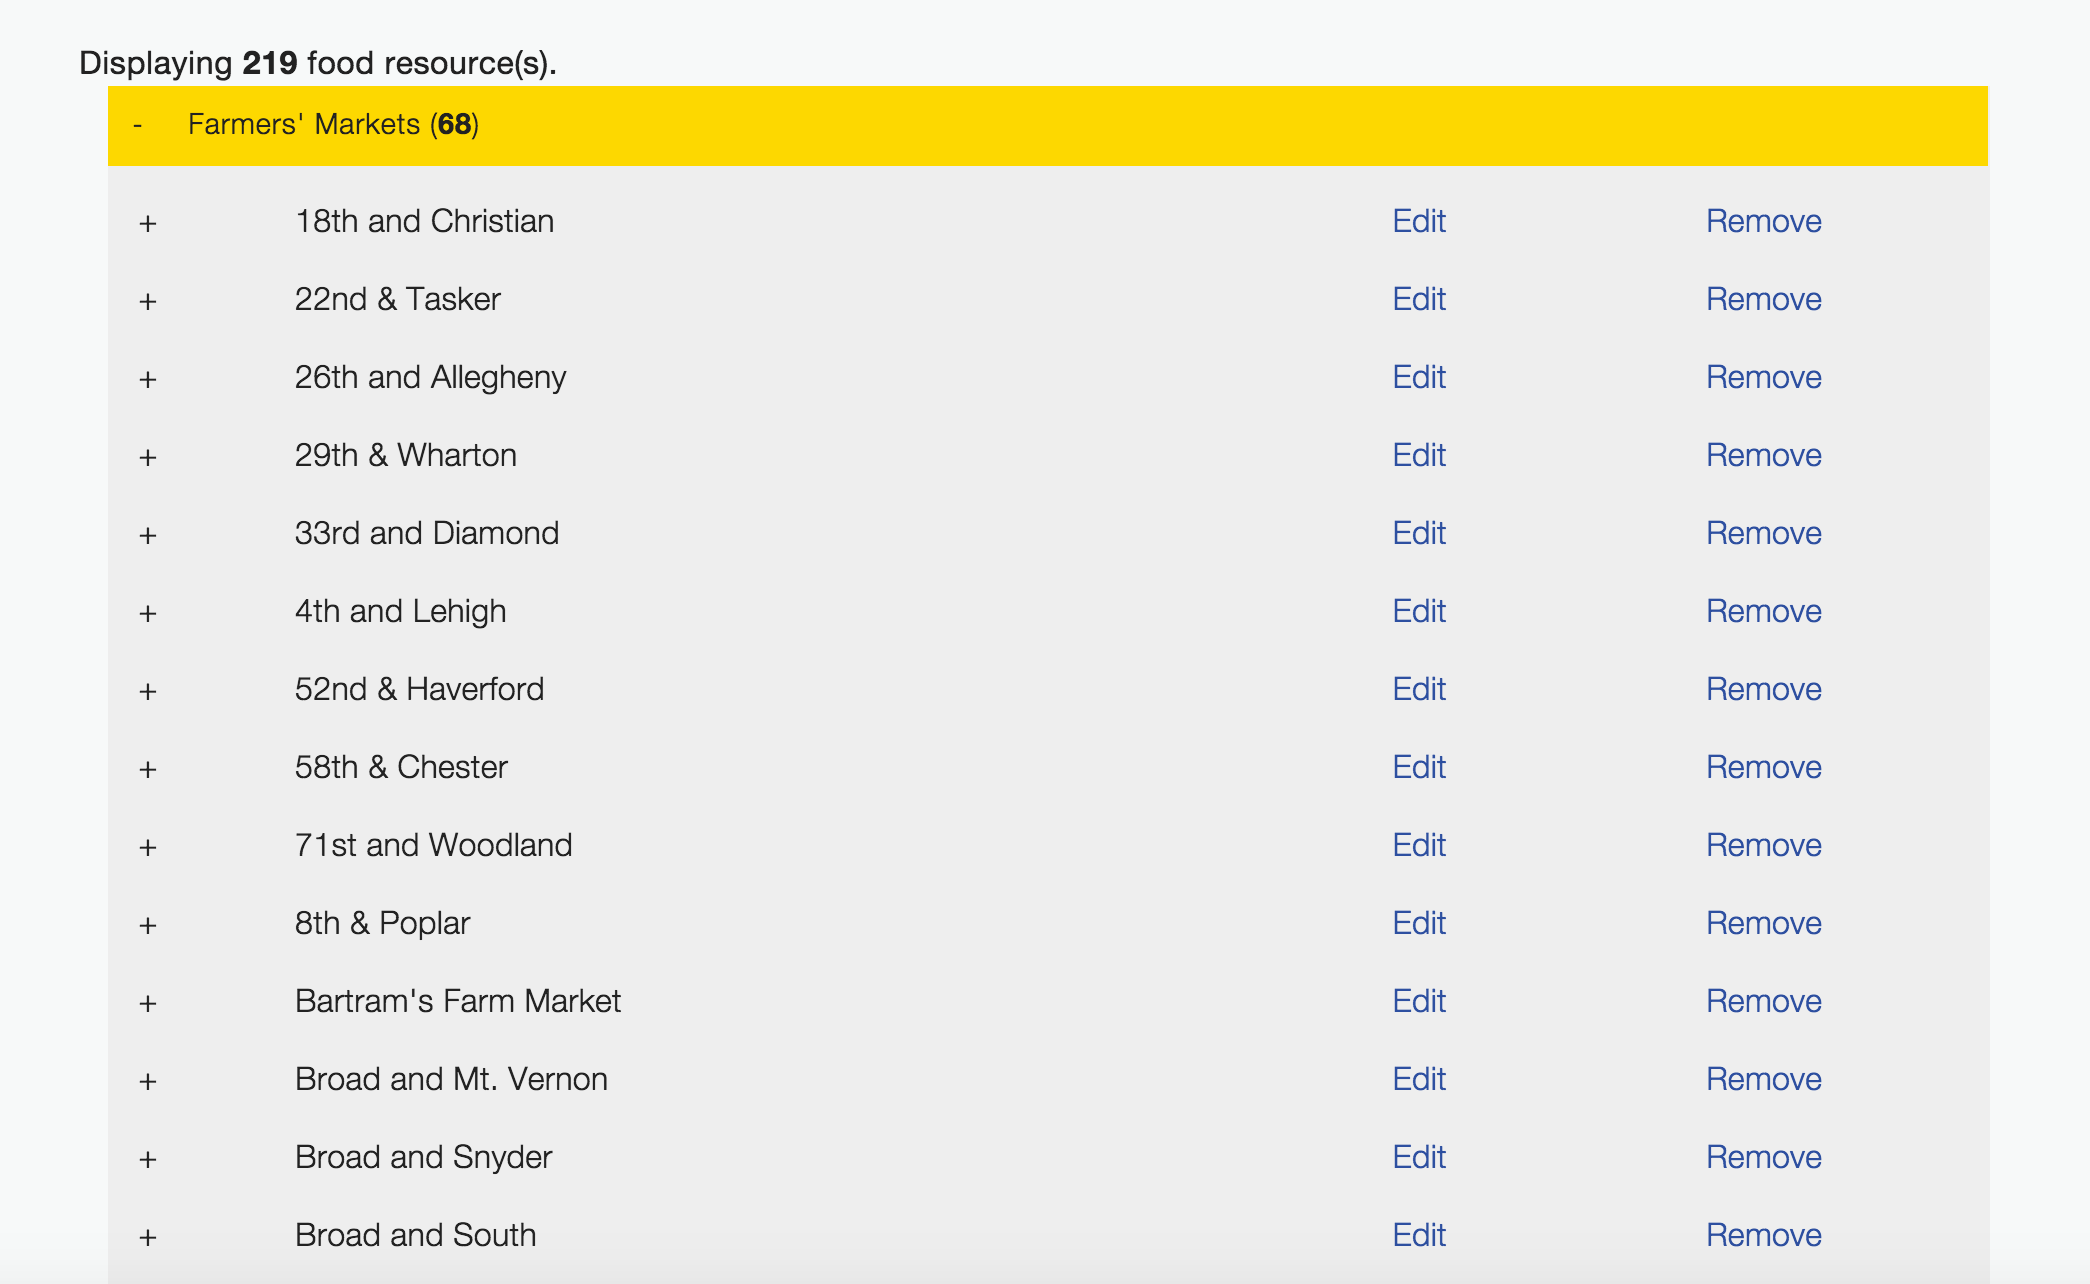 Displaying 219 food resource(s).
- Farmers' Markets (68)
+ 18th and Christian Edit Remove
+ 22nd & Tasker Edit Remove
+ 26th and Allegheny Edit Remove
+ 29th & Wharton Edit Remove
+ 33rd and Diamond Edit Remove
+ 4th and Lehigh Edit Remove
+ 52nd & Haverford Edit Remove
+ 58th & Chester Edit Remove
+ 71st and Woodland Edit Remove
+ 8th & Poplar Edit Remove
+ Bartram's Farm Market Edit Remove
+ Broad and Mt. Vernon Edit Remove
+ Broad and Snyder Edit Remove
+ Broad and South Edit Remove